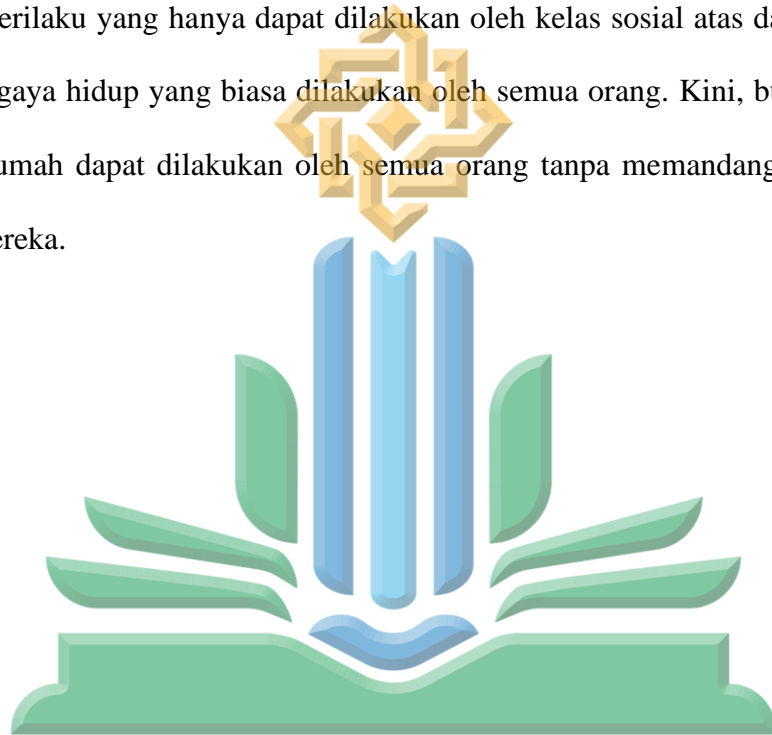 erilaku yang hanya dapat dilakukan oleh kelas sosial atas da
gaya hidup yang biasa dilakukan oleh semua orang. Kini, bu
umah dapat dilakukan oleh semua orang tanpa memandang
ereka.